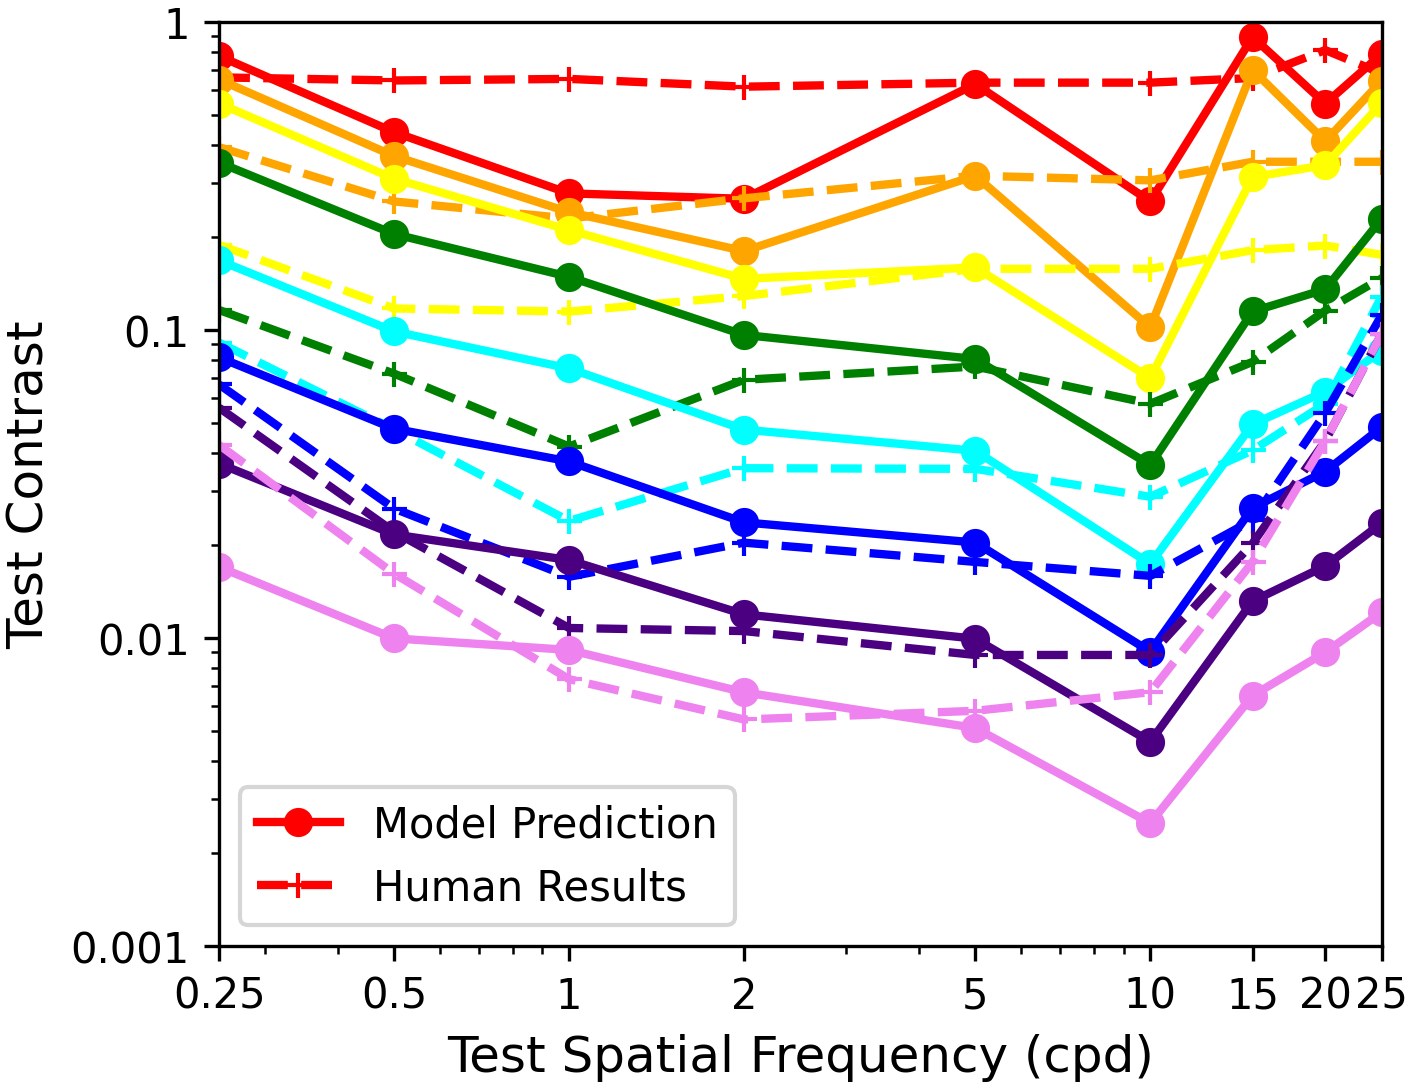 1
0.1
0.01
0.001
Test Contrast
Model Prediction
Human Results
0.25 0.5 1 2 5 10 15 20 25
Test Spatial Frequency (cpd)